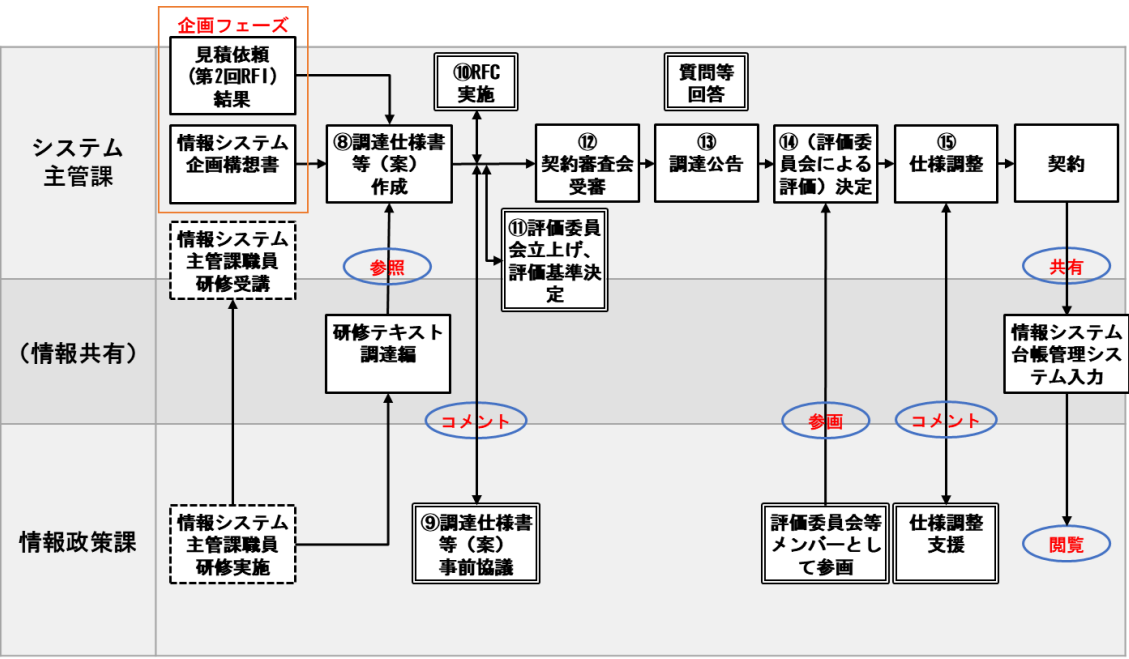 企画フェーズ
見積依頼
(第2回RFI)
結果
情報システム
企画構想書
システム
主管課
⑧調達仕様書
等（案）
作成
⑩RFC
実施
質問等
回答
⑫
契約審査会
受審
⑬
調達公告
⑭（評価委
員会による
評価）決定
⑮
仕様調整
契約
情報システム
主管課職員
研修受講
参照
⑪評価委員
会立上げ、
評価基準決
定
共有
（情報共有）
研修テキスト
調達編
情報システム
台帳管理シス
テム入力
コメント
参画
コメント
情報政策課
情報システム
主管課職員
研修実施
⑨調達仕様書
等（案）
事前協議
評価委員会等
メンバーとし
て参画
仕様調整
支援
閲覧